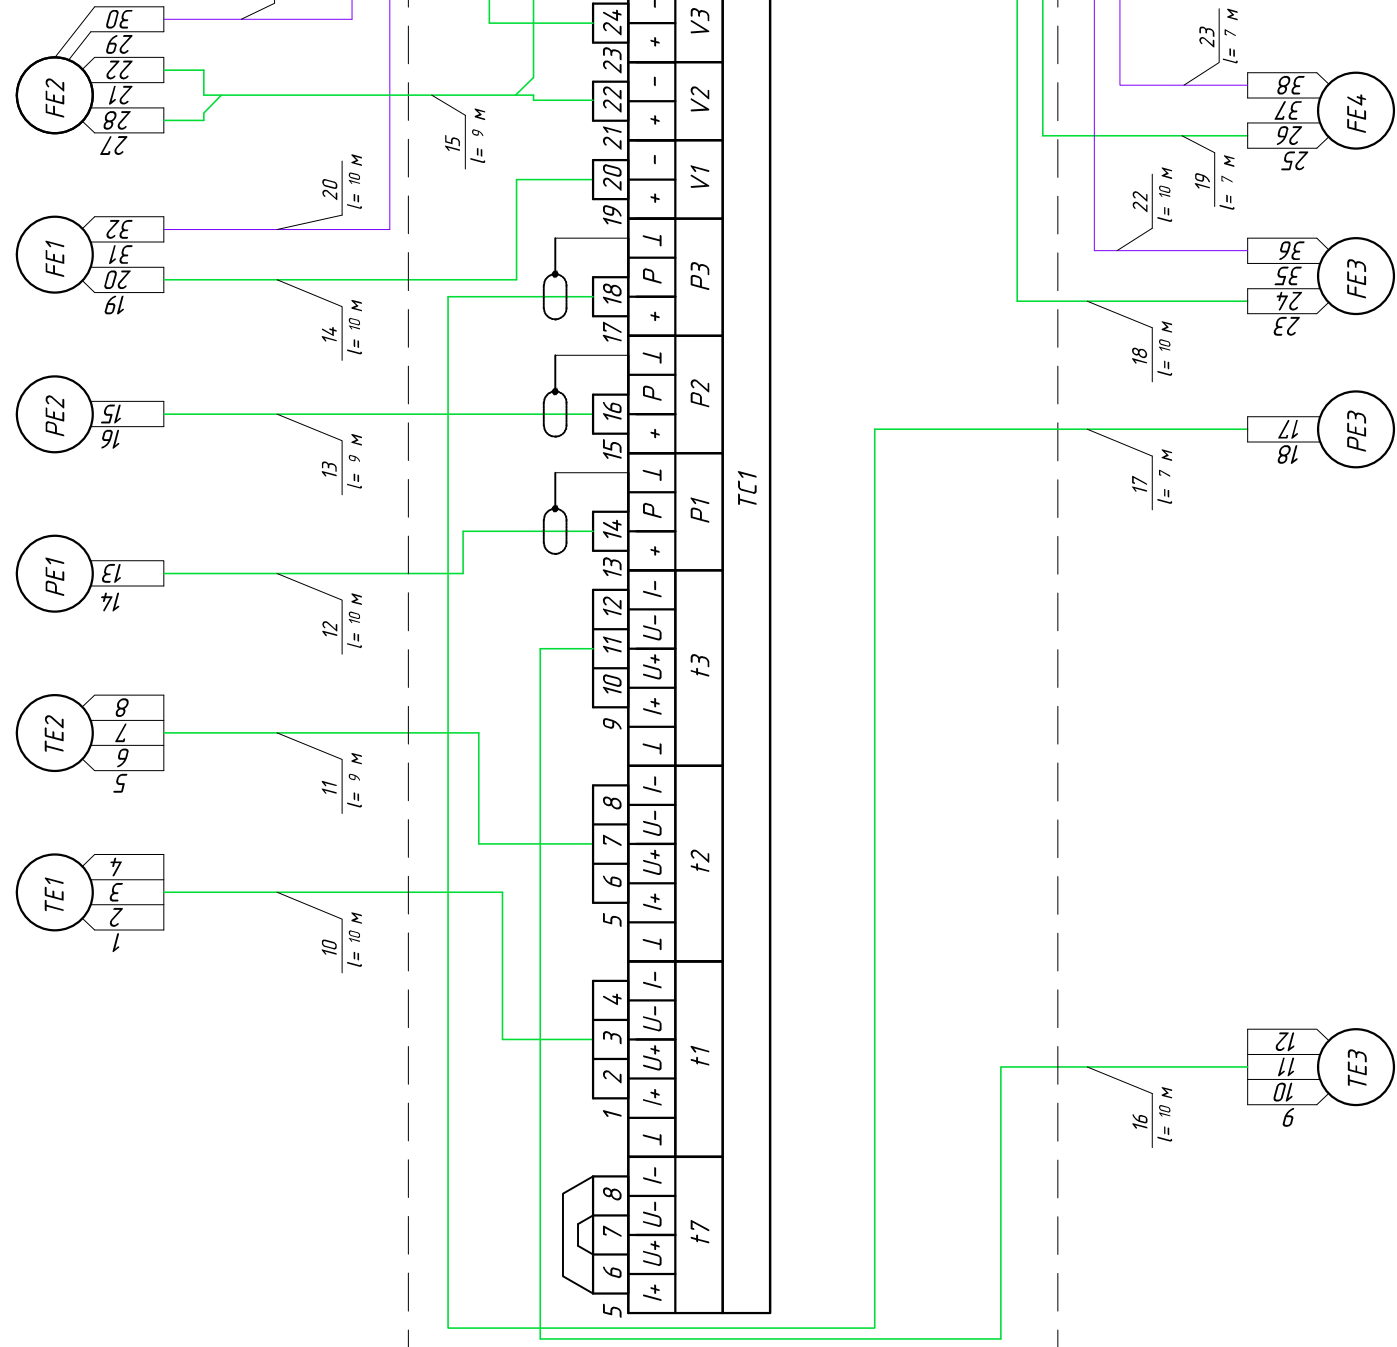 FE2
30
29
22
21
28
27
15
l= 9 м
20
l= 10 м
FE1
32
31
20
19
14
l= 10 м
PE2
15
16
13
l= 9 м
PE1
13
14
12
l= 10 м
TE2
8
7
6
5
11
l= 9 м
TE1
4
3
2
1
10
l= 10 м
24
-
V3
23
+
22
-
V2
21
+
20
-
V1
19
+
⊥
P3
18
P
17
+
⊥
P2
16
P
15
+
⊥
P1
14
P
13
+
12
I-
t3
11
U-
10
U+
9
I+
⊥
8
I-
t2
7
U-
6
U+
5
I+
⊥
4
I-
t1
3
U-
2
U+
1
I+
⊥
8
I-
t7
7
U-
6
U+
5
I+
TC1
23
l= 7 м
38
37
26
25
FE4
19
l= 7 м
22
l= 10 м
36
35
24
23
FE3
18
l= 10 м
17
18
PE3
17
l= 7 м
12
11
10
9
TE3
16
l= 10 м